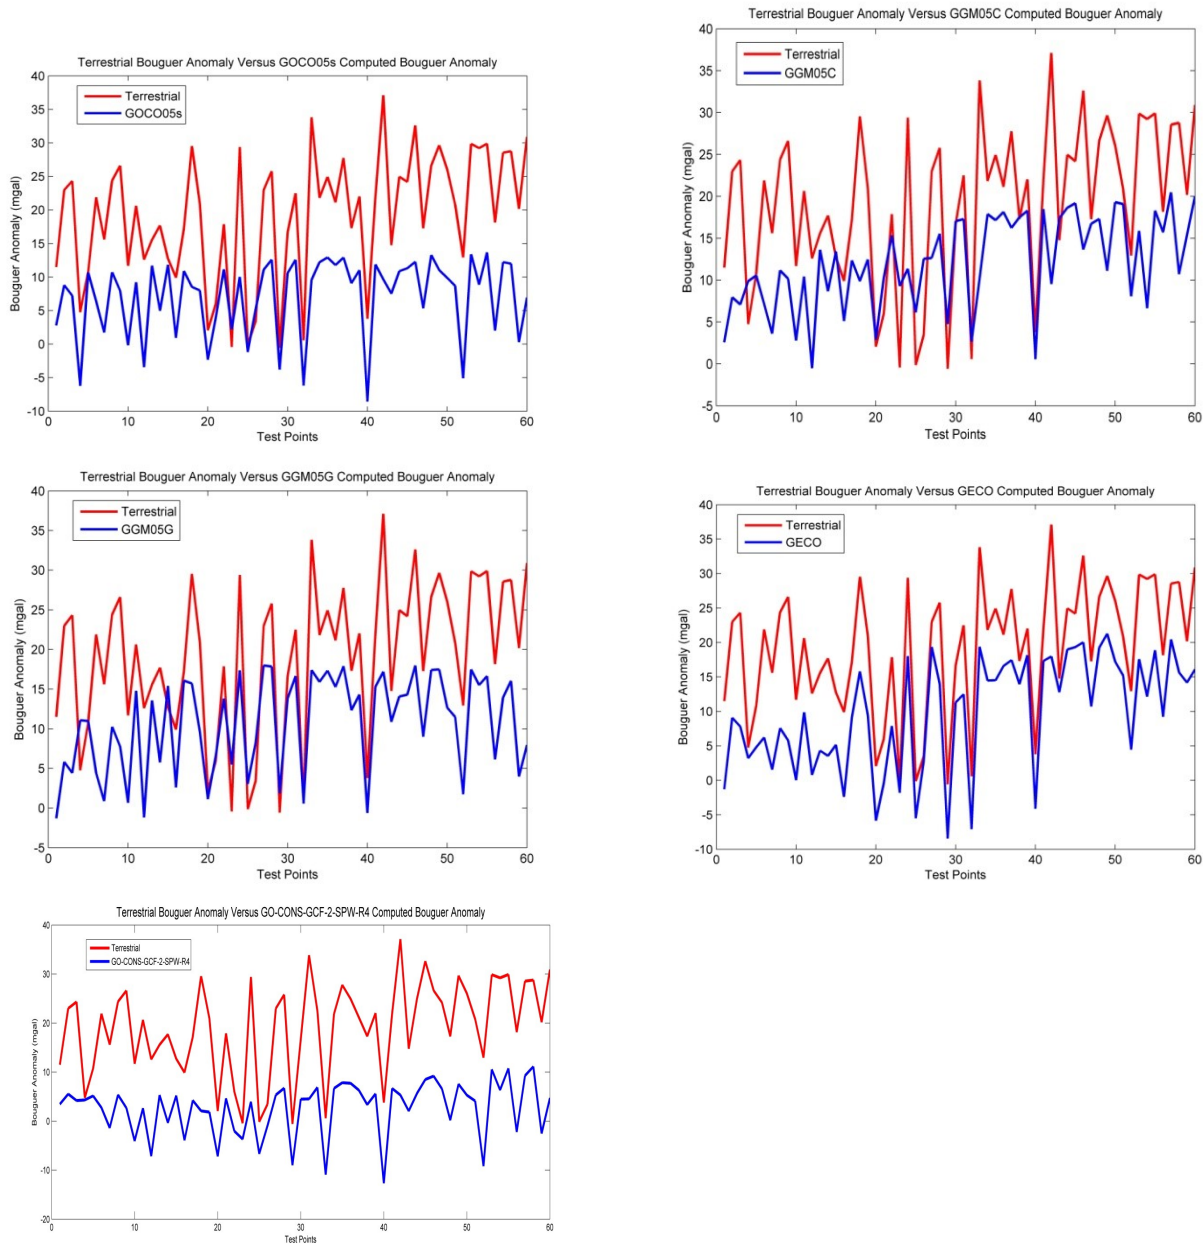 Terrestrial Bouguer Anomaly Versus GOCO05s Computed Bouguer Anomaly
Terrestrial
GOCO05s
Bouguer Anomaly (mgal)
40
35
30
25
20
15
10
5
0
-5
-10
0 10 20 30 40 50 60
Test Points
Terrestrial Bouguer Anomaly Versus GGM05C Computed Bouguer Anomaly
Terrestrial
GGM05C
Bouguer Anomaly (mgal)
40
35
30
25
20
15
10
5
0
-5
0 10 20 30 40 50 60
Test Points
Terrestrial Bouguer Anomaly Versus GGM05G Computed Bouguer Anomaly
Terrestrial
GGM05G
Bouguer Anomaly (mgal)
40
35
30
25
20
15
10
5
0
-5
0 10 20 30 40 50 60
Test Points
Terrestrial Bouguer Anomaly Versus GECO Computed Bouguer Anomaly
Terrestrial
GECO
Bouguer Anomaly (mgal)
40
35
30
25
20
15
10
5
0
-5
-10
0 10 20 30 40 50 60
Test Points
Terrestrial Bouguer Anomaly Versus GO-CONS-GCF-2-SPW-R4 Computed Bouguer Anomaly
Terrestrial
GO-CONS-GCF-2-SPW-R4
Bouguer Anomaly (mgal)
40
30
20
10
0
-10
-20
0 10 20 30 40 50 60
Test Points